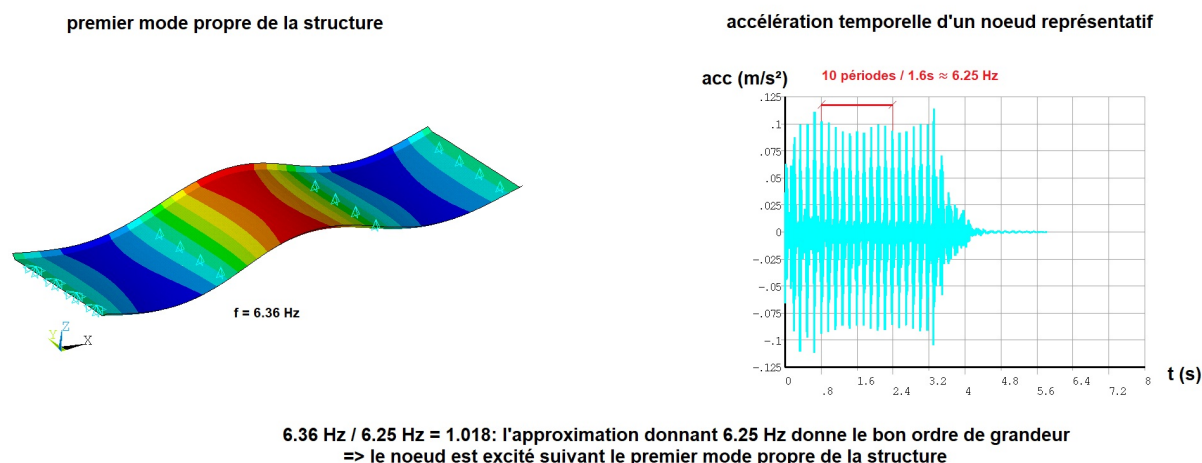 premier mode propre de la structure
accélération temporelle d'un noeud représentatif
f = 6.36 Hz
Y Z X
acc (m/s²)
10 périodes / 1.6s ≈ 6.25 Hz
.125
.1
.075
.05
.025
0
-.025
-.05
-.075
-.1
-.125
0 1.6 3.2 4.8 6.4 8
.8 2.4 4 5.6 7.2
t (s)
6.36 Hz / 6.25 Hz = 1.018: l'approximation donnant 6.25 Hz donne le bon ordre de grandeur
=> le noeud est excité suivant le premier mode propre de la structure